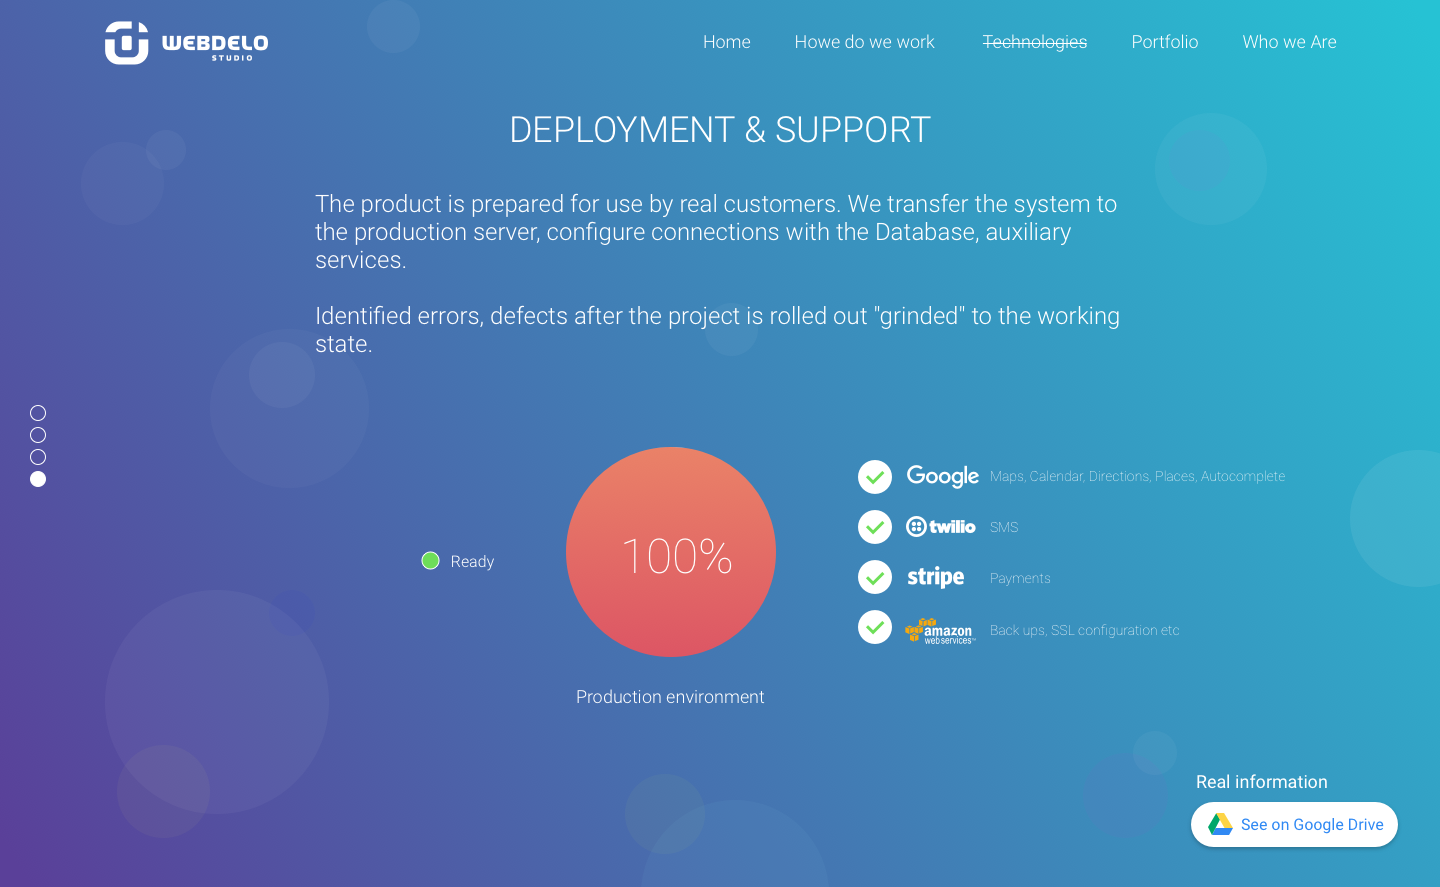 WEBDELO
STUDIO
Home Howe do we work Technologies Portfolio Who we Are
DEPLOYMENT & SUPPORT
The product is prepared for use by real customers. We transfer the system to
the production server, configure connections with the Database, auxiliary
services.
Identified errors, defects after the project is rolled out "grinded" to the working
state.
Ready
100%
Production environment
Google Maps, Calendar, Directions, Places, Autocomplete
twilio SMS
stripe Payments
amazon
webservices™ Back ups, SSL configuration etc
Real information
See on Google Drive